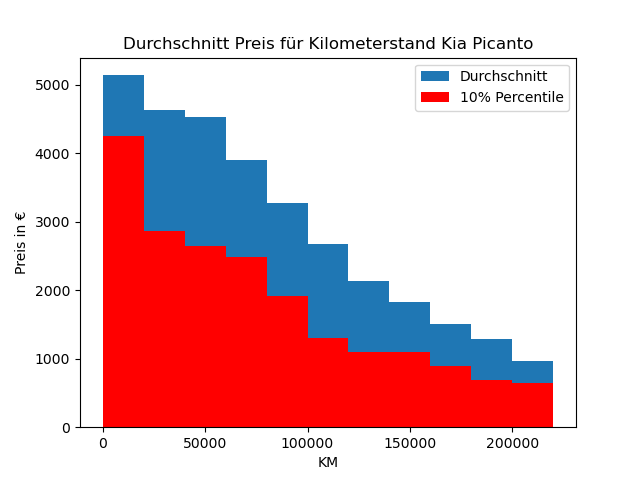 Durchschnitt Preis für Kilometerstand Kia Picanto
Durchschnitt
10% Percentile
5000
4000
3000
2000
1000
0
Preis in €
0 50000 100000 150000 200000
KM